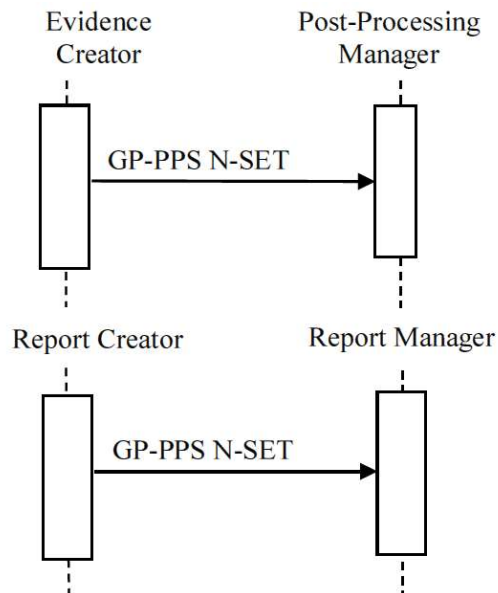 Evidence
Creator
Post-Processing
Manager
GP-PPS N-SET
Report Creator
Report Manager
GP-PPS N-SET